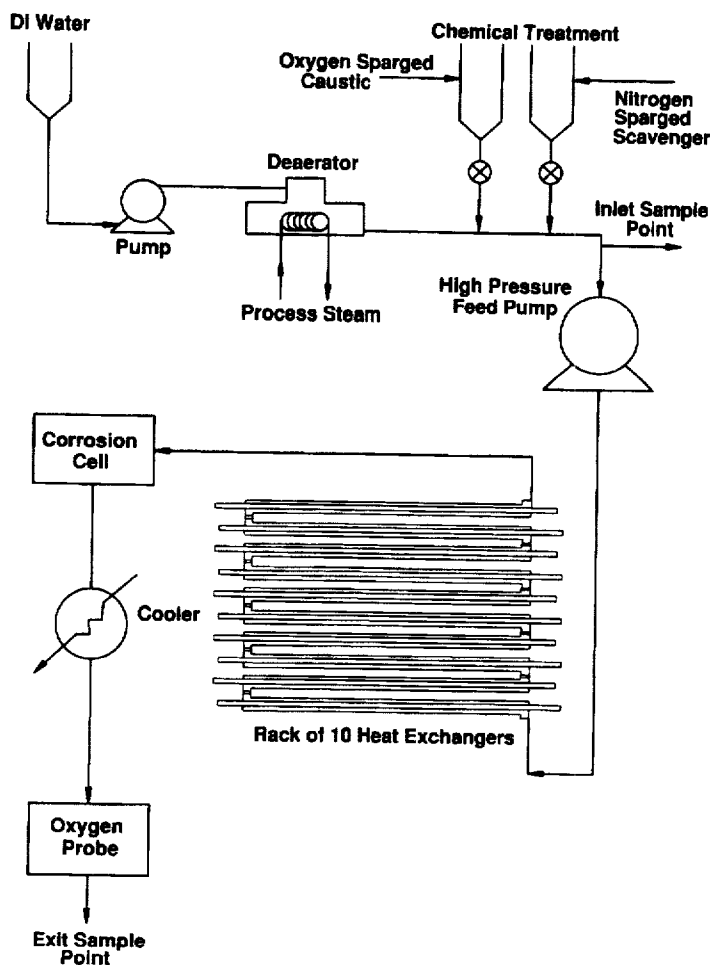 DI Water
Chemical Treatment
Oxygen Sparged
Caustic
Nitrogen
Sparged
Scavenger
Deaerator
Inlet Sample
Point
Pump
High Pressure
Feed Pump
Process Steam
Corrosion
Cell
Cooler
Rack of 10 Heat Exchangers
Oxygen
Probe
Exit Sample
Point